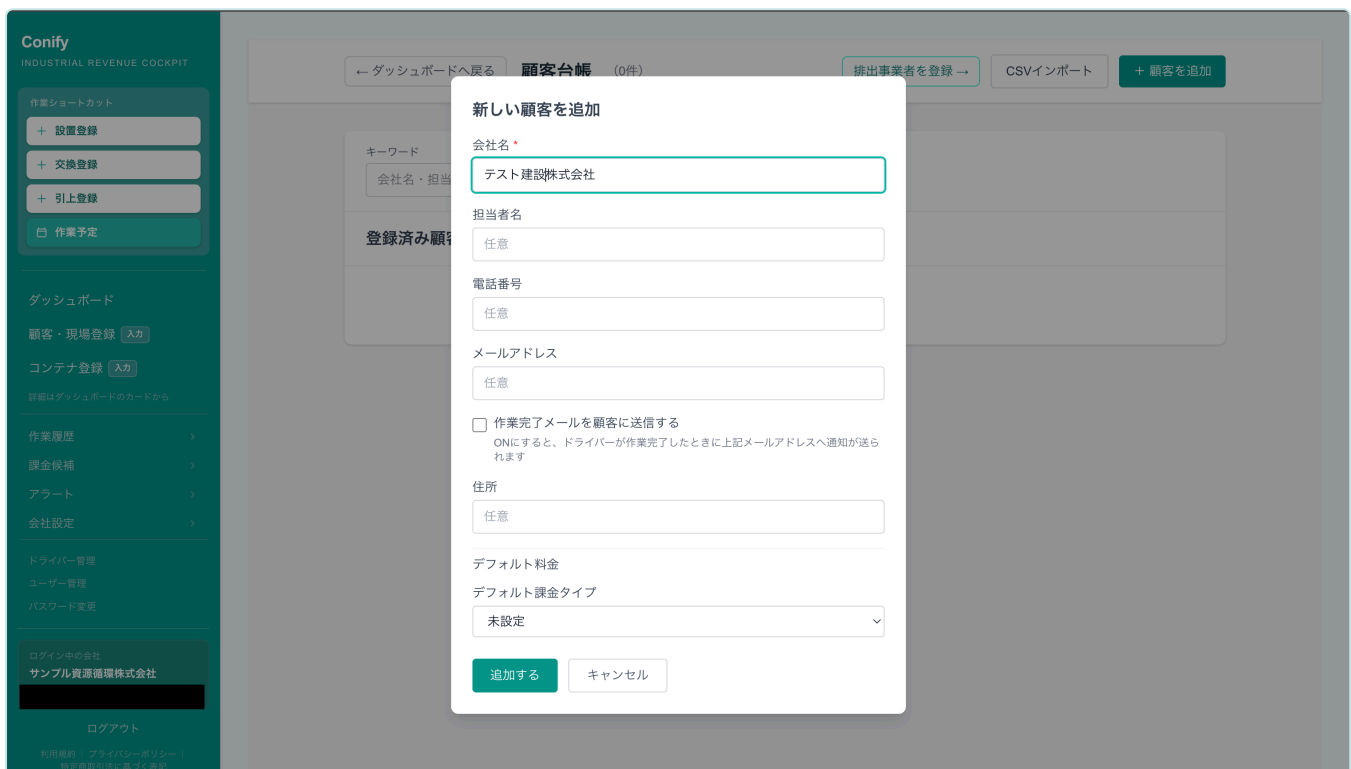 Conify
INDUSTRIAL REVENUE COCKPIT
作業ショートカット
＋ 設置登録
＋ 交換登録
＋ 引上登録
作業予定
ダッシュボード
顧客・現場登録 入力
コンテナ登録 入力
詳細はダッシュボードのカードから
作業履歴 ›
課金候補 ›
アラート ›
会社設定 ›
ドライバー管理
ユーザー管理
パスワード変更
ログイン中の会社
サンプル資源循環株式会社
ログアウト
利用規約 | プライバシーポリシー |
特定商取引法に基づく表記
← ダッシュボードへ戻る 顧客台帳 (0件) 排出事業者を登録 → CSVインポート ＋ 顧客を追加
キーワード
会社名・担当
登録済み顧客
新しい顧客を追加
会社名 *
テスト建設株式会社
担当者名
任意
電話番号
任意
メールアドレス
任意
作業完了メールを顧客に送信する
ONにすると、ドライバーが作業完了したときに上記メールアドレスへ通知が送ら
れます
住所
任意
デフォルト料金
デフォルト課金タイプ
未設定
追加する キャンセル